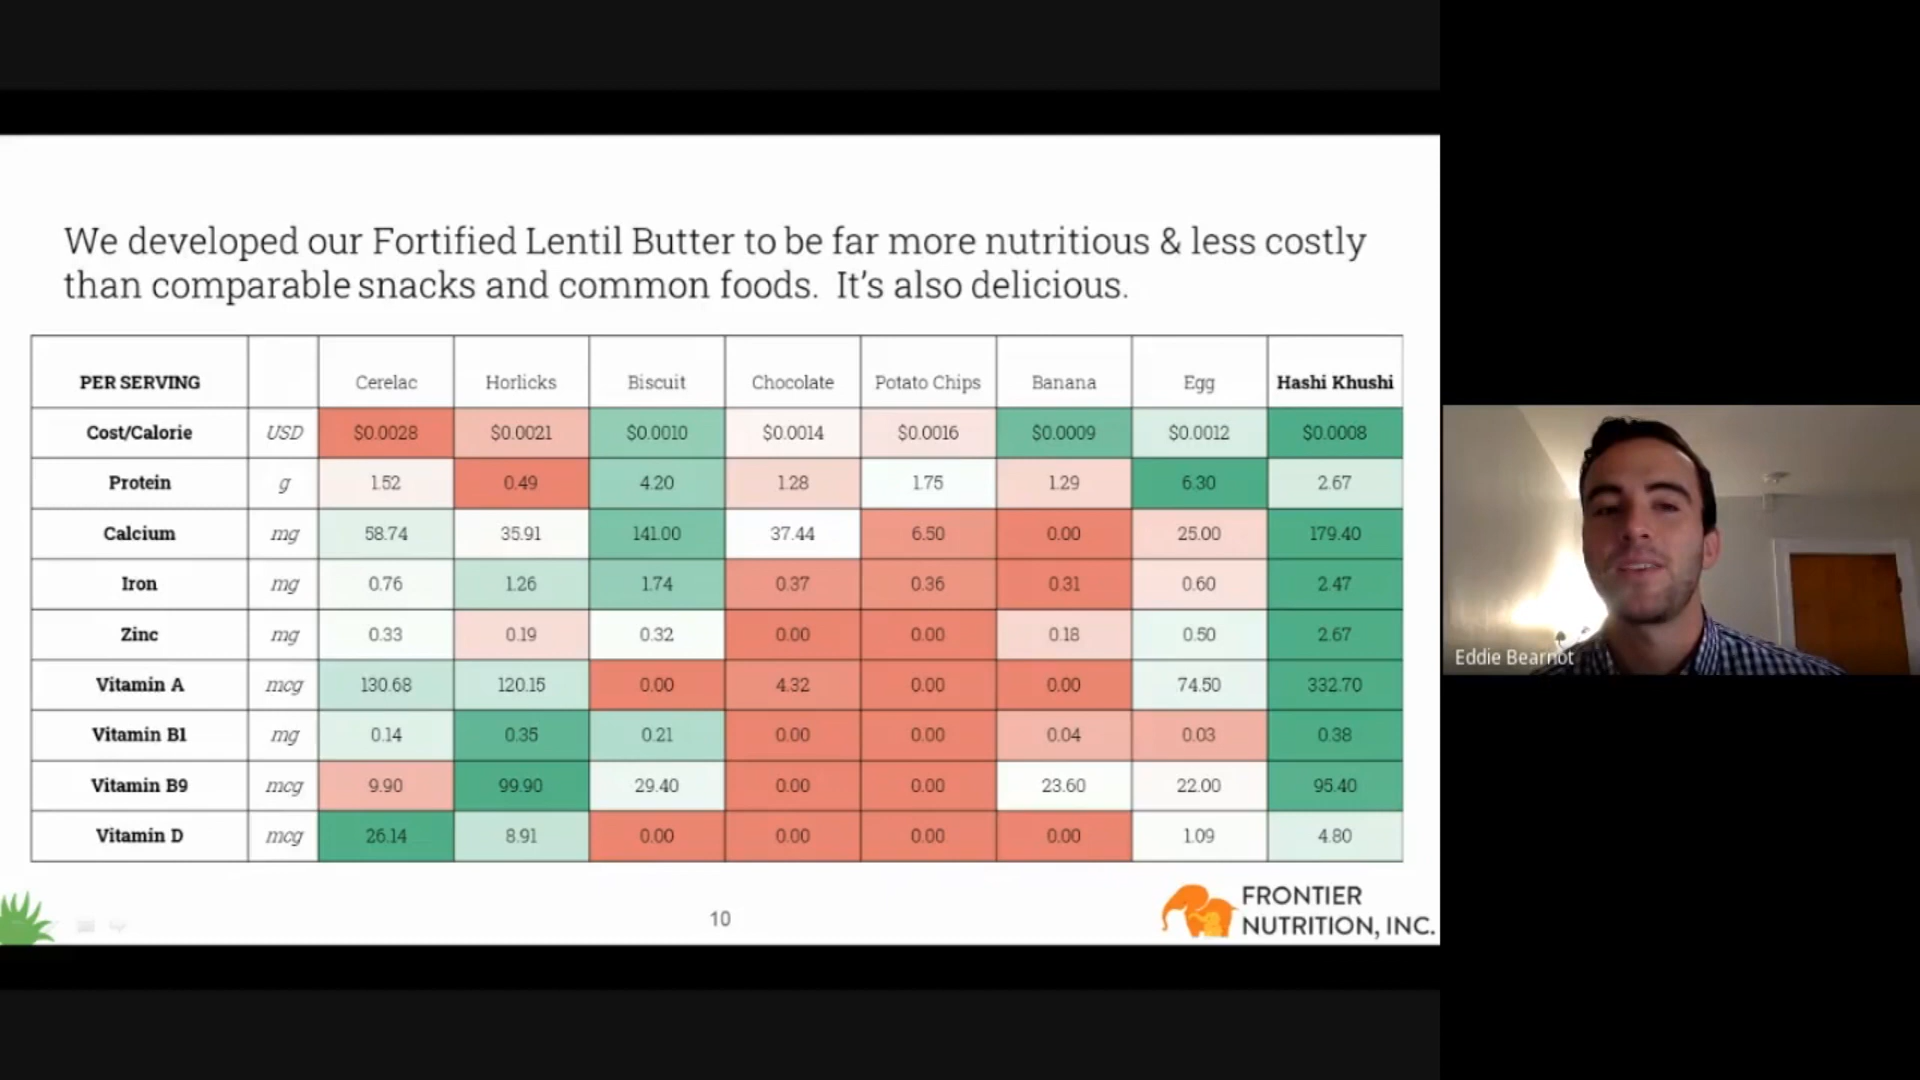 We developed our Fortified Lentil Butter to be far more nutritious & less costly
than comparable snacks and common foods. It's also delicious.
PER SERVING Cerelac Horlicks Biscuit Chocolate Potato Chips Banana Egg Hashi Khushi
Cost/Calorie USD $0.0028 $0.0021 $0.0010 $0.0014 $0.0016 $0.0009 $0.0012 $0.0008
Protein g 1.52 0.49 4.20 1.28 1.75 1.29 6.30 2.67
Calcium mg 58.74 35.91 141.00 37.44 6.50 0.00 25.00 179.40
Iron mg 0.76 1.26 1.74 0.37 0.36 0.31 0.60 2.47
Zinc mg 0.33 0.19 0.32 0.00 0.00 0.18 0.50 2.67
Vitamin A mcg 130.68 120.15 0.00 4.32 0.00 0.00 74.50 332.70
Vitamin B1 mg 0.14 0.35 0.21 0.00 0.00 0.04 0.03 0.38
Vitamin B9 mcg 9.90 99.90 29.40 0.00 0.00 23.60 22.00 95.40
Vitamin D mcg 26.14 8.91 0.00 0.00 0.00 0.00 1.09 4.80
10
FRONTIER
NUTRITION, INC.
Eddie Bearnot